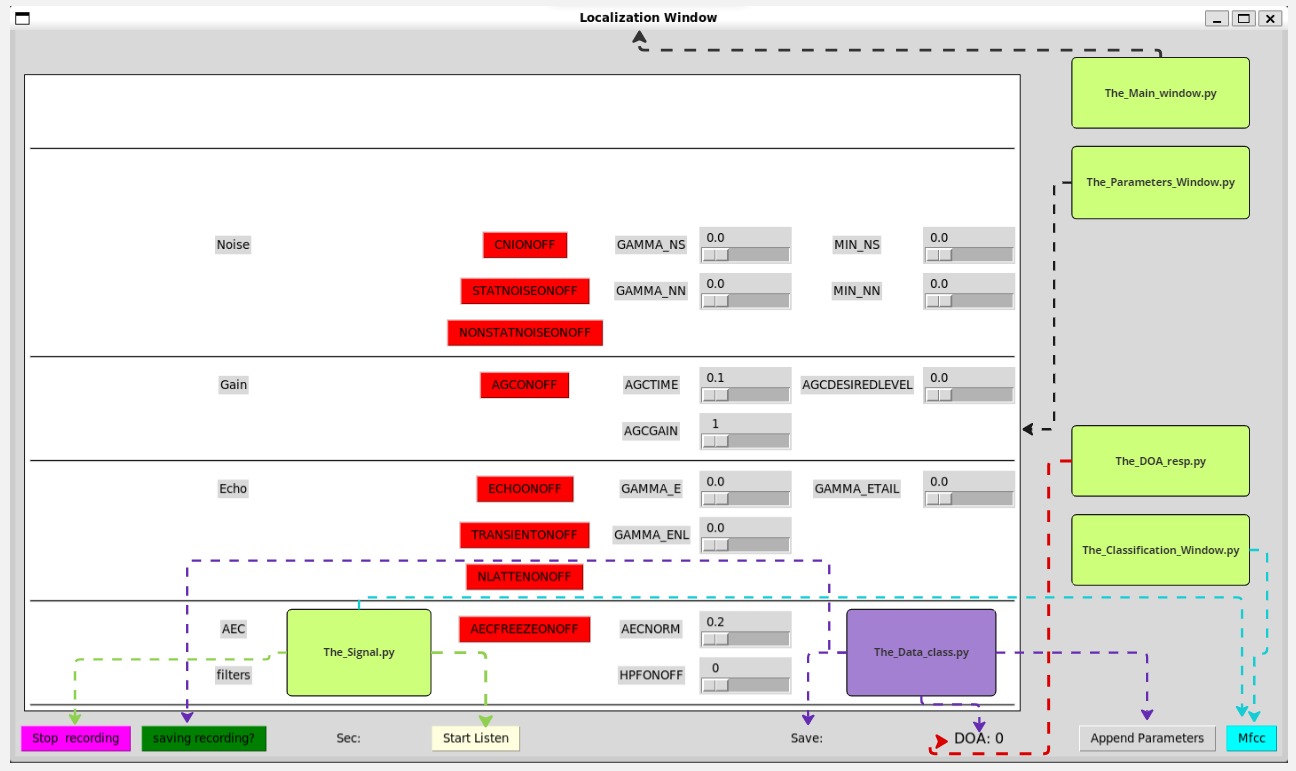 Localization Window
The_Main_window.py
The_Parameters_Window.py
Noise CNIONOFF GAMMA_NS 0.0 MIN_NS 0.0
STATNOISEONOFF GAMMA_NN 0.0 MIN_NN 0.0
NONSTATNOISEONOFF
Gain AGCONOFF AGCTIME 0.1 AGCDESIREDLEVEL 0.0
AGCGAIN 1
The_DOA_resp.py
Echo ECHOONOFF GAMMA_E 0.0 GAMMA_ETAIL 0.0
TRANSIENTONOFF GAMMA_ENL 0.0
The_Classification_Window.py
NLATTENONOFF
AEC AECFREEZEONOFF AECNORM 0.2
The_Signal.py The_Data_class.py
filters HPFONOFF 0
Stop recording saving recording? Sec: Start Listen Save: DOA: 0 Append Parameters Mfcc